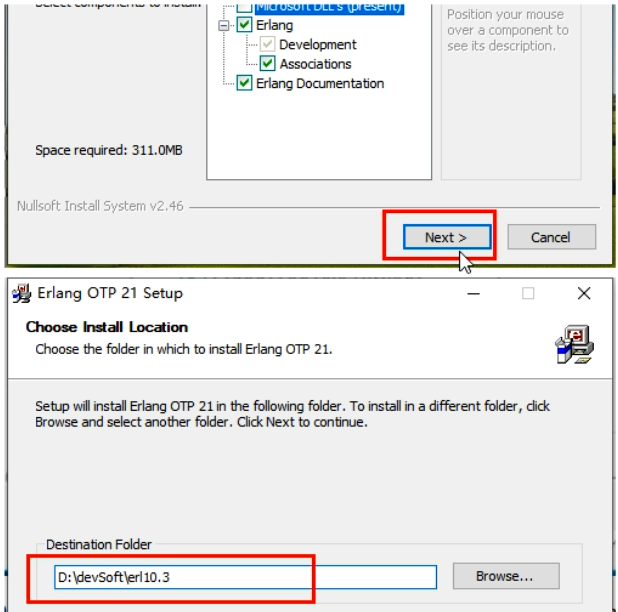 Select components to install:
Microsoft DLL's (present)
Erlang
Development
Associations
Erlang Documentation
Position your mouse
over a component to
see its description.
Space required: 311.0MB
Nullsoft Install System v2.46
Next >
Cancel
Erlang OTP 21 Setup
Choose Install Location
Choose the folder in which to install Erlang OTP 21.
Setup will install Erlang OTP 21 in the following folder. To install in a different folder, click
Browse and select another folder. Click Next to continue.
Destination Folder
D:\devSoft\erl10.3
Browse...